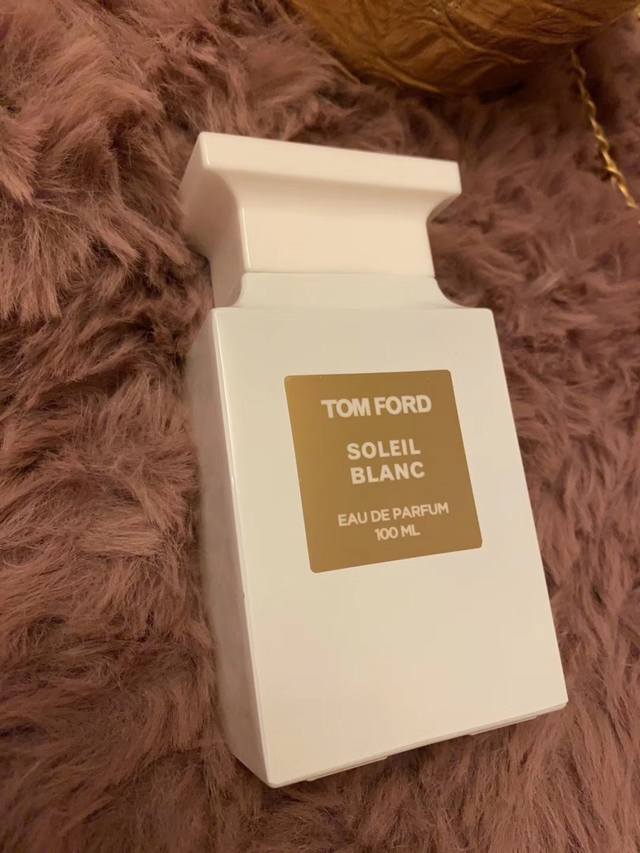 TOM FORD
SOLEIL
BLANC
EAU DE PARFUM
100 ML